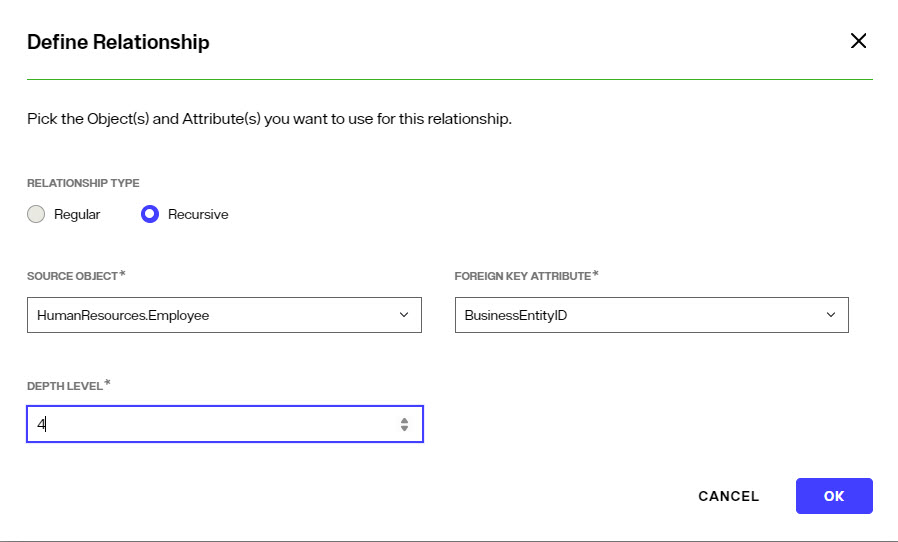 Define Relationship
Pick the Object(s) and Attribute(s) you want to use for this relationship.
RELATIONSHIP TYPE
Regular Recursive
SOURCE OBJECT* FOREIGN KEY ATTRIBUTE*
HumanResources.Employee BusinessEntityID
DEPTH LEVEL*
4
CANCEL OK